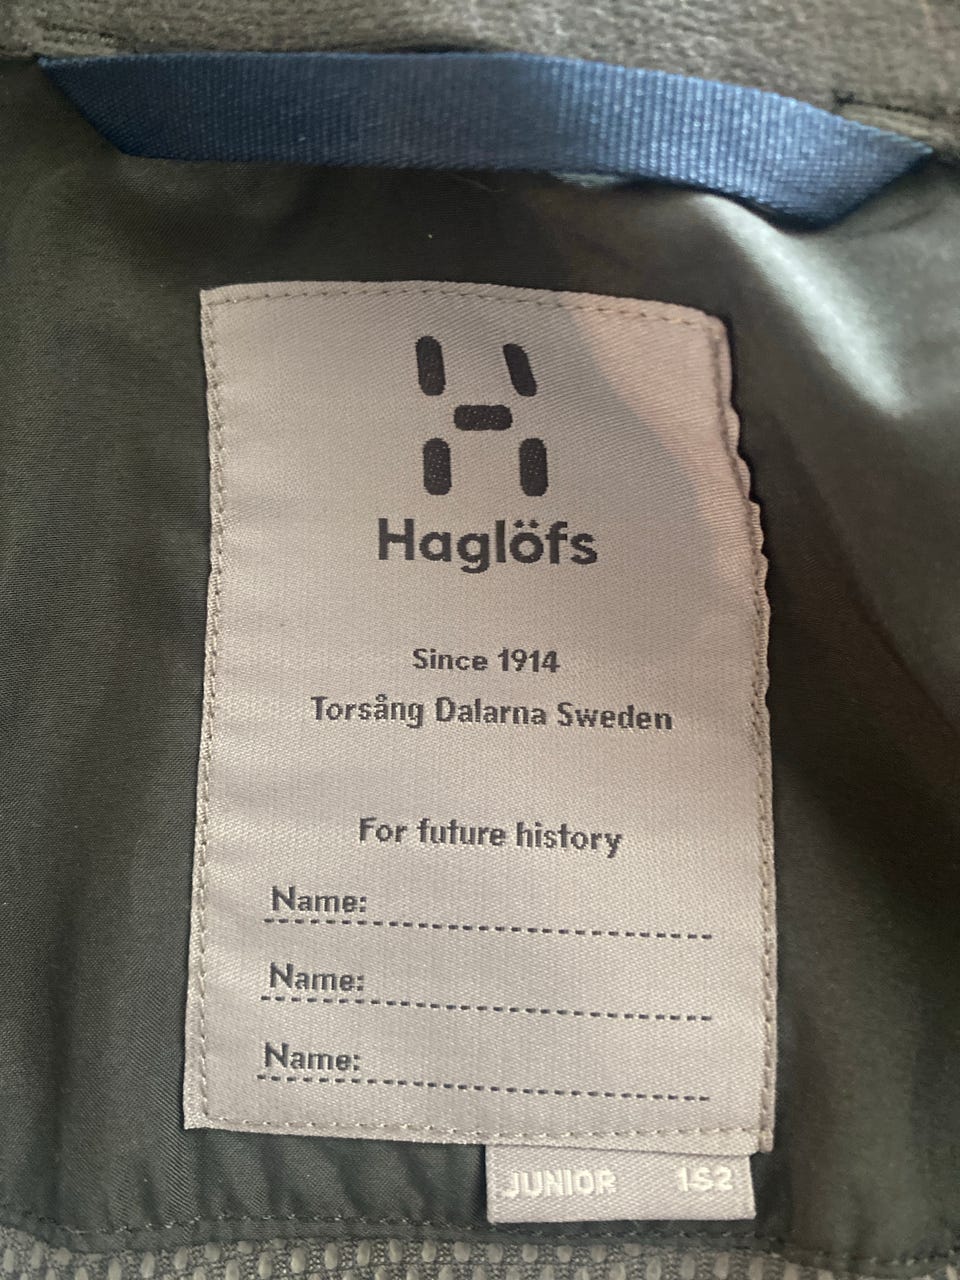 Haglöfs
Since 1914
Torsång Dalarna Sweden
For future history
Name:
Name:
Name:
JUNIOR 152